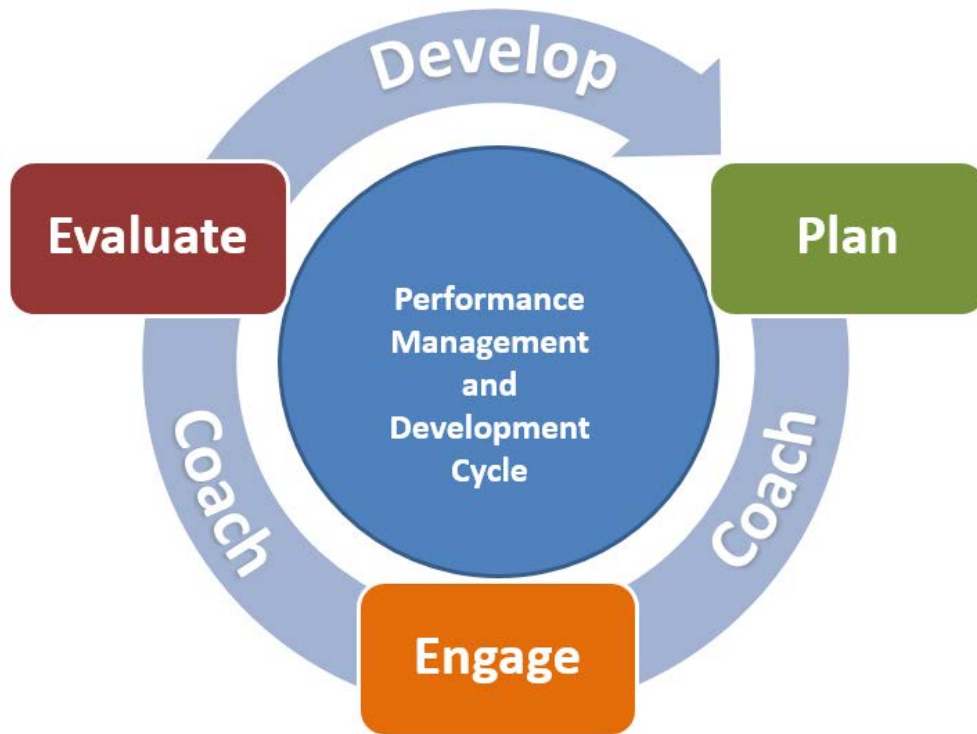 Develop
Evaluate
Plan
Performance
Management
and
Development
Cycle
Coach
Coach
Engage